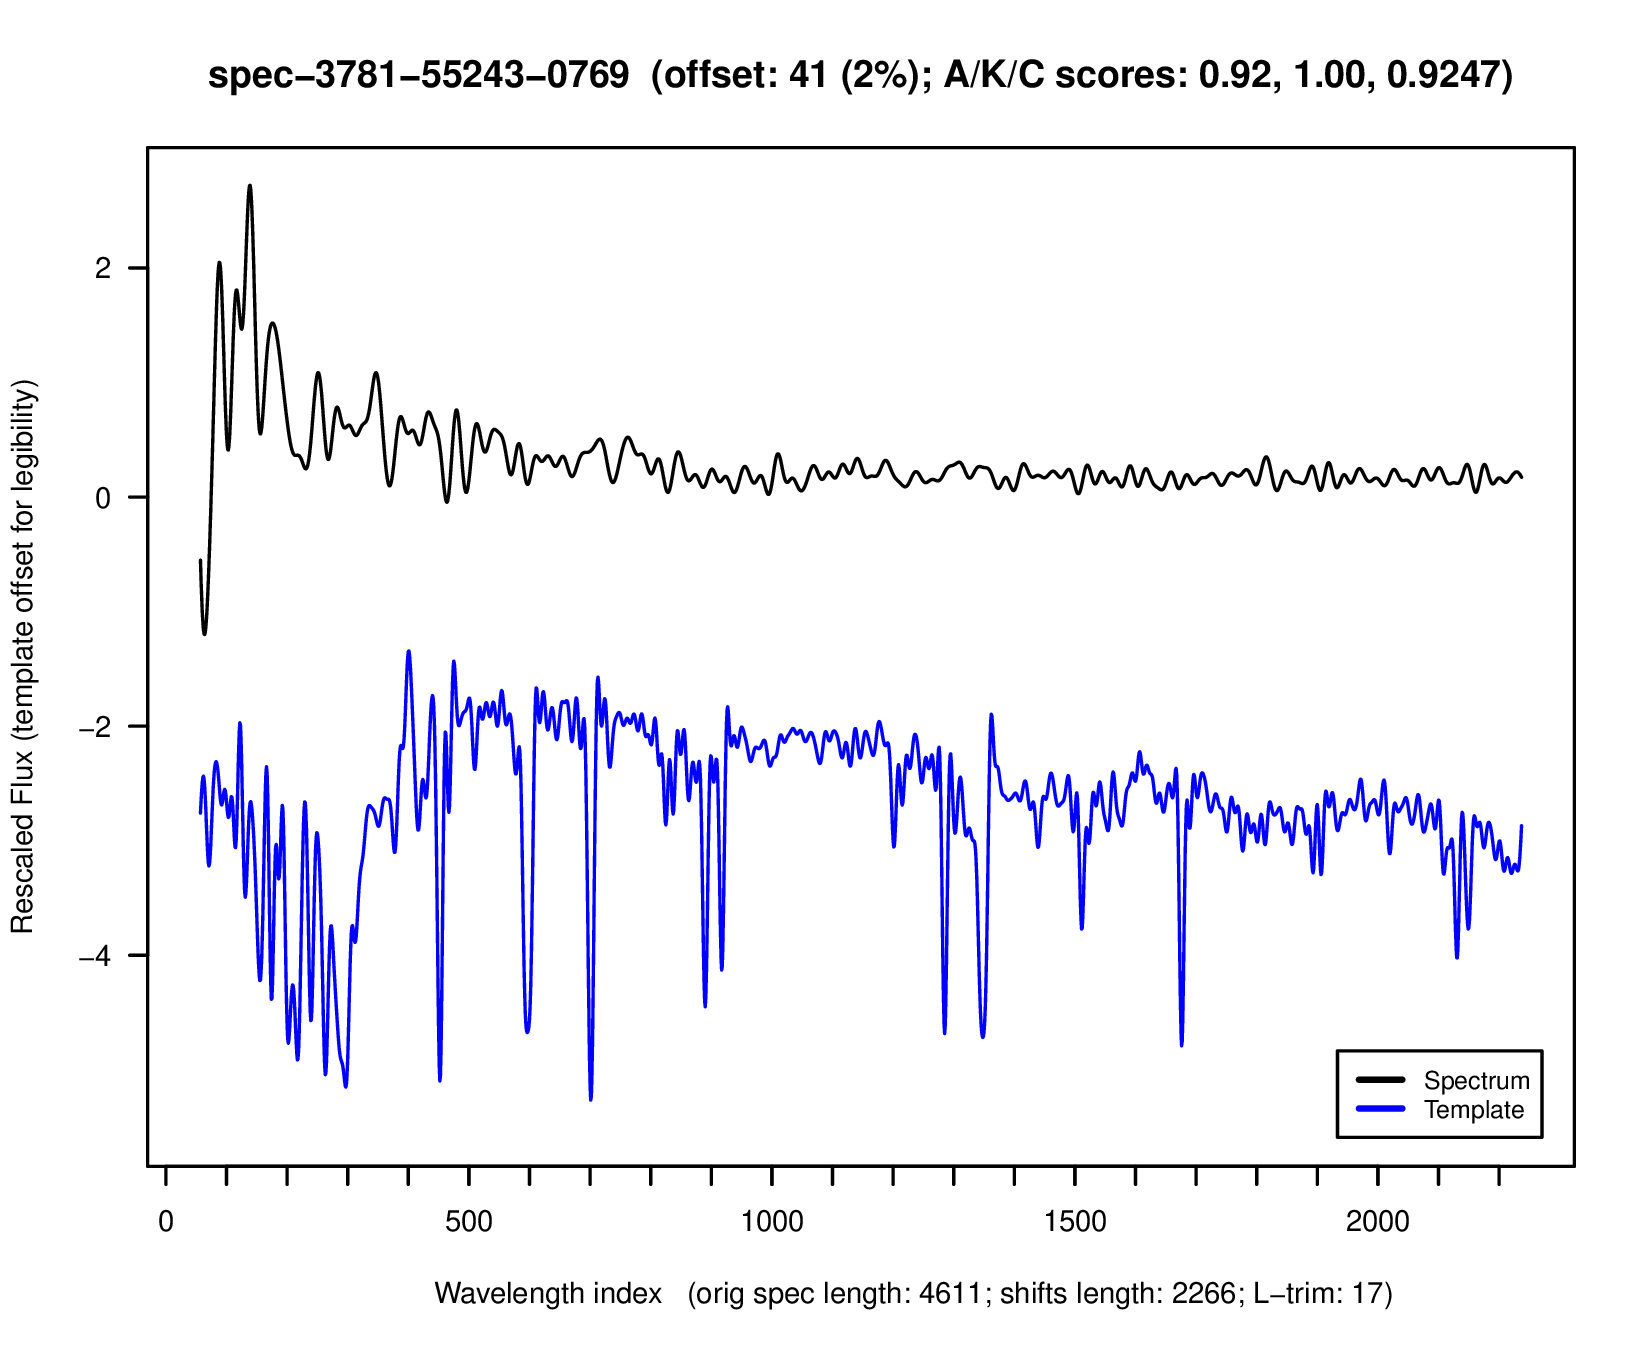 spec−3781−55243−0769  (offset: 41 (2%); A/K/C scores: 0.92, 1.00, 0.9247)
Rescaled Flux (template offset for legibility)
2
0
−2
−4
Spectrum
Template
0 500 1000 1500 2000
Wavelength index   (orig spec length: 4611; shifts length: 2266; L−trim: 17)